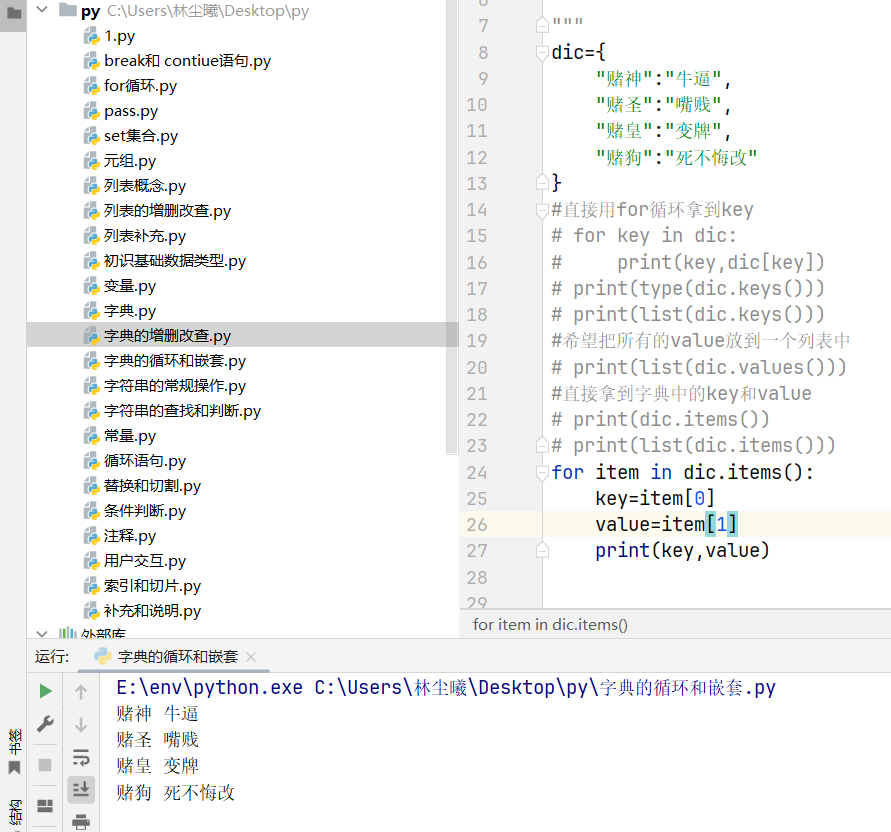 py C:\Users\林尘曦\Desktop\py
1.py
break和 contiue语句.py
for循环.py
pass.py
set集合.py
元组.py
列表概念.py
列表的增删改查.py
列表补充.py
初识基础数据类型.py
变量.py
字典.py
字典的增删改查.py
字典的循环和嵌套.py
字符串的常规操作.py
字符串的查找和判断.py
常量.py
循环语句.py
替换和切割.py
条件判断.py
注释.py
用户交互.py
索引和切片.py
补充和说明.py
外部库
7 """
8 dic={
9     "赌神":"牛逼",
10     "赌圣":"嘴贱",
11     "赌皇":"变牌",
12     "赌狗":"死不悔改"
13 }
14 #直接用for循环拿到key
15 # for key in dic:
16 #     print(key,dic[key])
17 # print(type(dic.keys()))
18 # print(list(dic.keys()))
19 #希望把所有的value放到一个列表中
20 # print(list(dic.values()))
21 #直接拿到字典中的key和value
22 # print(dic.items())
23 # print(list(dic.items()))
24 for item in dic.items():
25     key=item[0]
26     value=item[1]
27     print(key,value)
28
29
for item in dic.items()
运行: 字典的循环和嵌套
E:\env\python.exe C:\Users\林尘曦\Desktop\py\字典的循环和嵌套.py
赌神 牛逼
赌圣 嘴贱
赌皇 变牌
赌狗 死不悔改
书签
结构